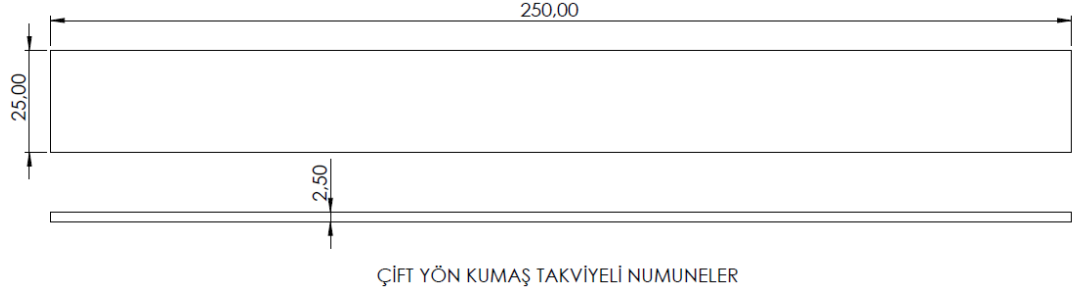 250,00
25,00
2,50
ÇİFT YÖN KUMAŞ TAKVİYELİ NUMUNELER